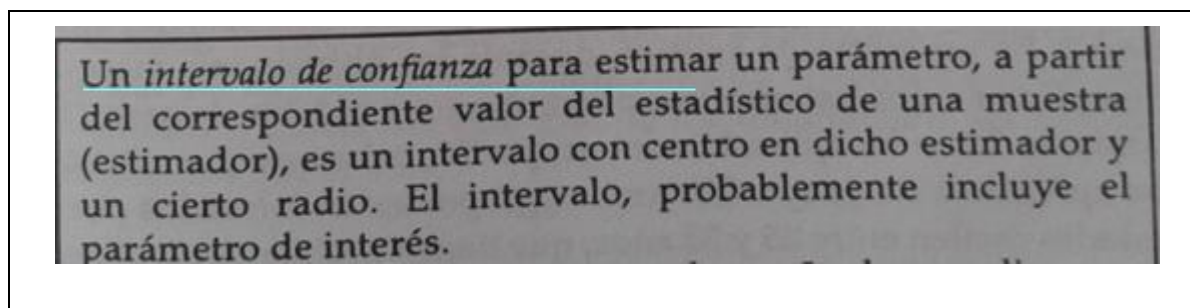 Un intervalo de confianza para estimar un parámetro, a partir
del correspondiente valor del estadístico de una muestra
(estimador), es un intervalo con centro en dicho estimador y
un cierto radio. El intervalo, probablemente incluye el
parámetro de interés.